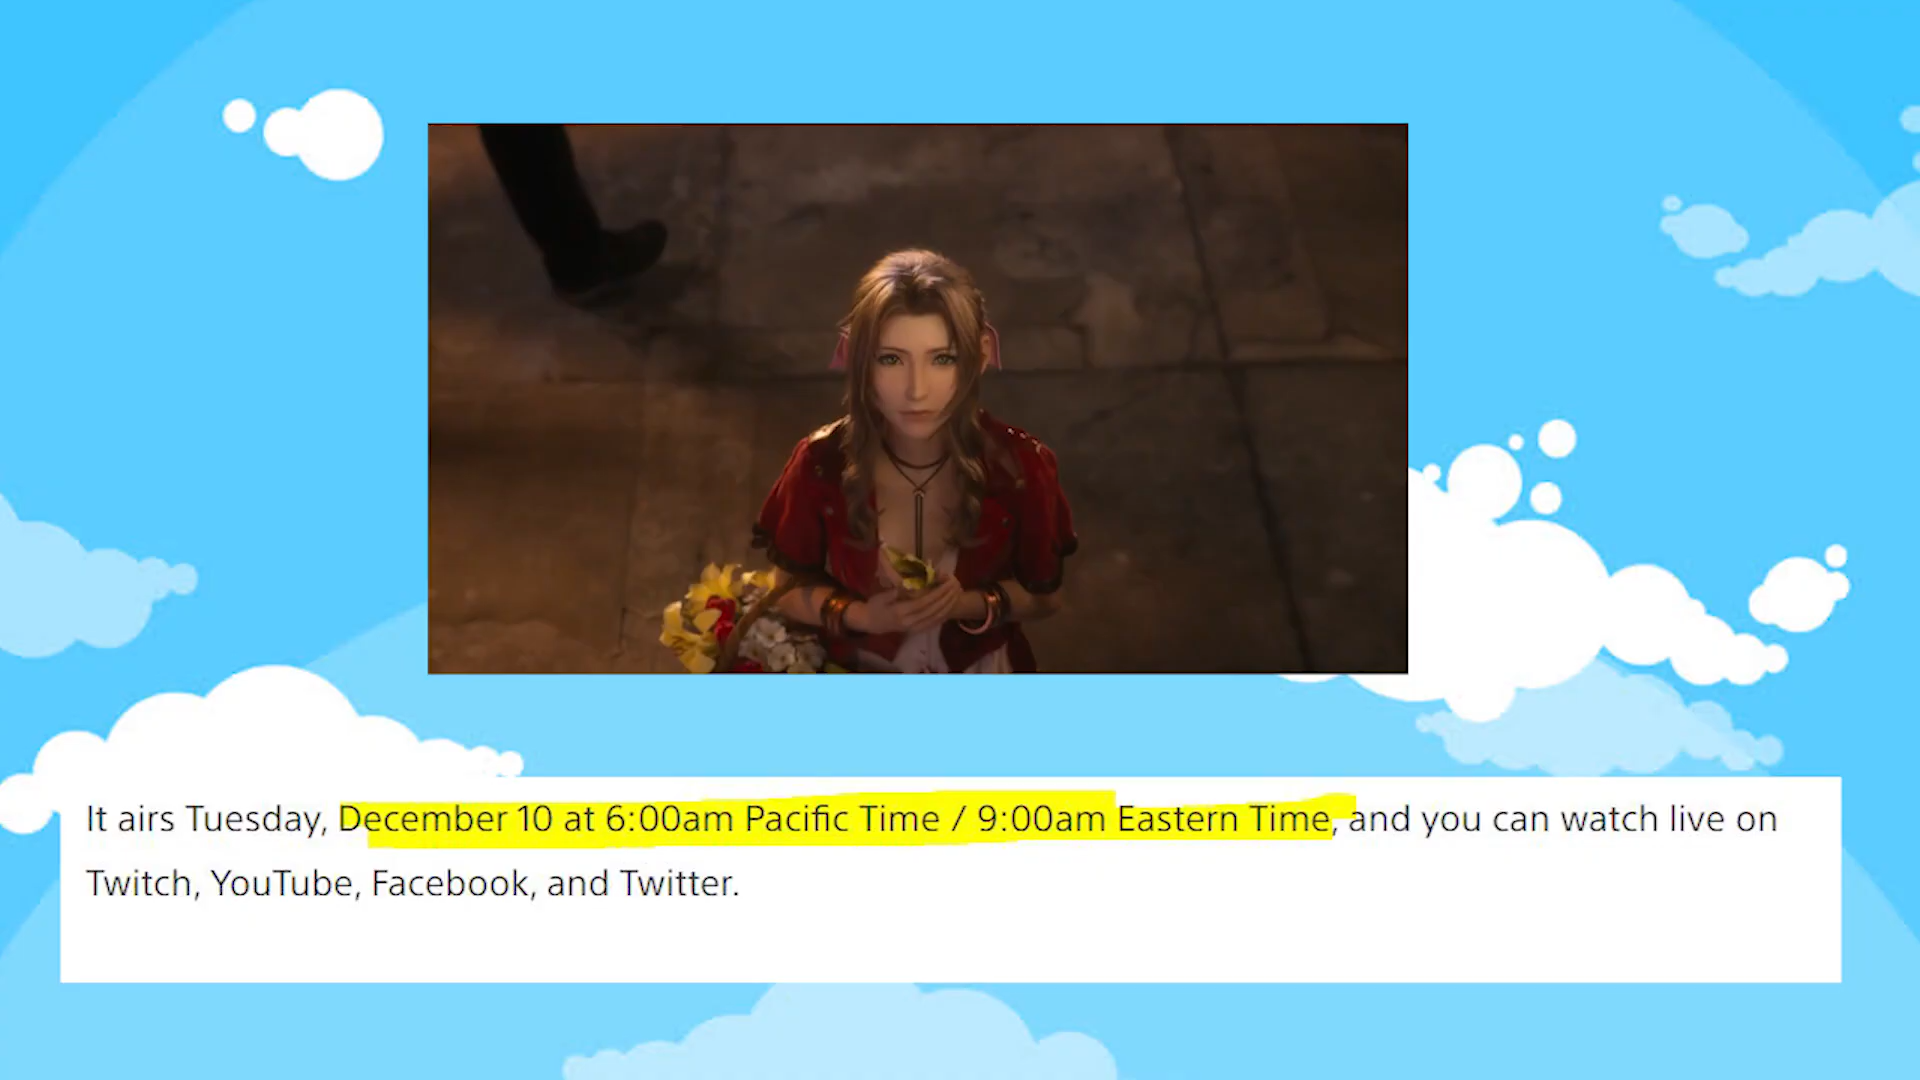 It airs Tuesday, December 10 at 6:00am Pacific Time / 9:00am Eastern Time, and you can watch live on
Twitch, YouTube, Facebook, and Twitter.